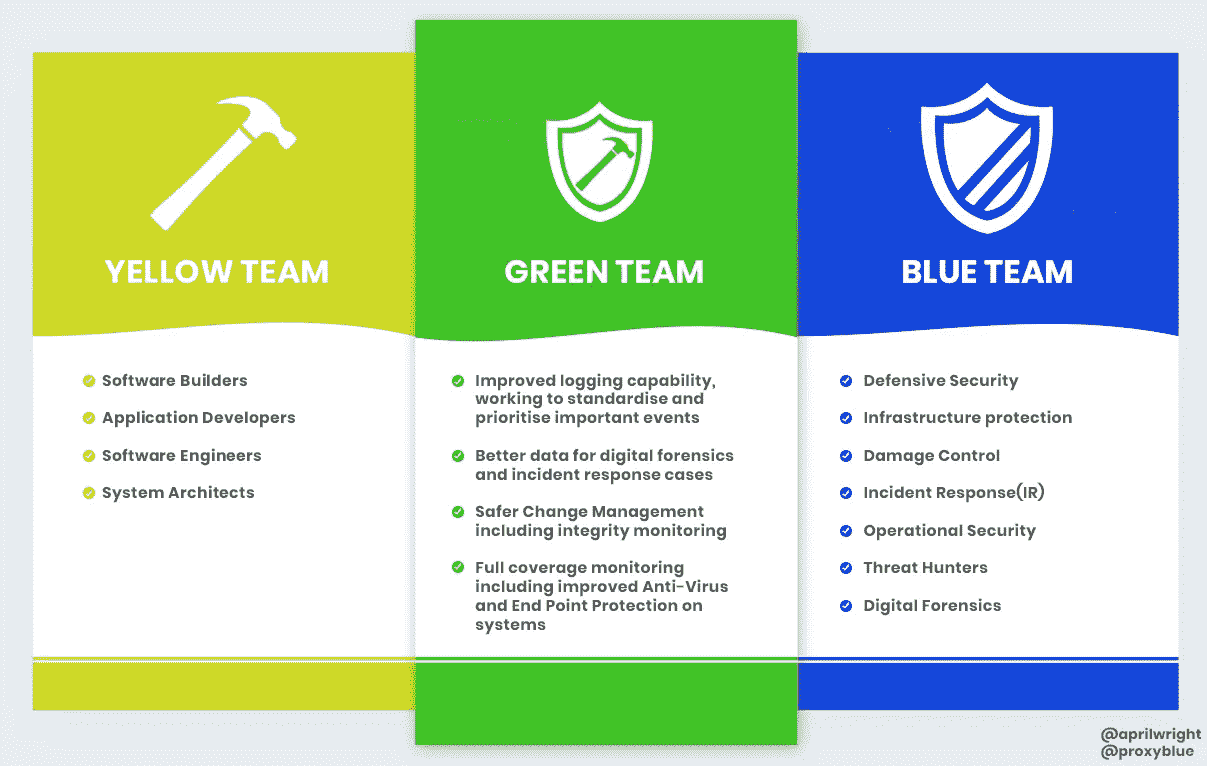 YELLOW TEAM
Software Builders
Application Developers
Software Engineers
System Architects
GREEN TEAM
Improved logging capability,
working to standardise and
prioritise important events
Better data for digital forensics
and incident response cases
Safer Change Management
including integrity monitoring
Full coverage monitoring
including improved Anti-Virus
and End Point Protection on
systems
BLUE TEAM
Defensive Security
Infrastructure protection
Damage Control
Incident Response(IR)
Operational Security
Threat Hunters
Digital Forensics
@aprilwright
@proxyblue